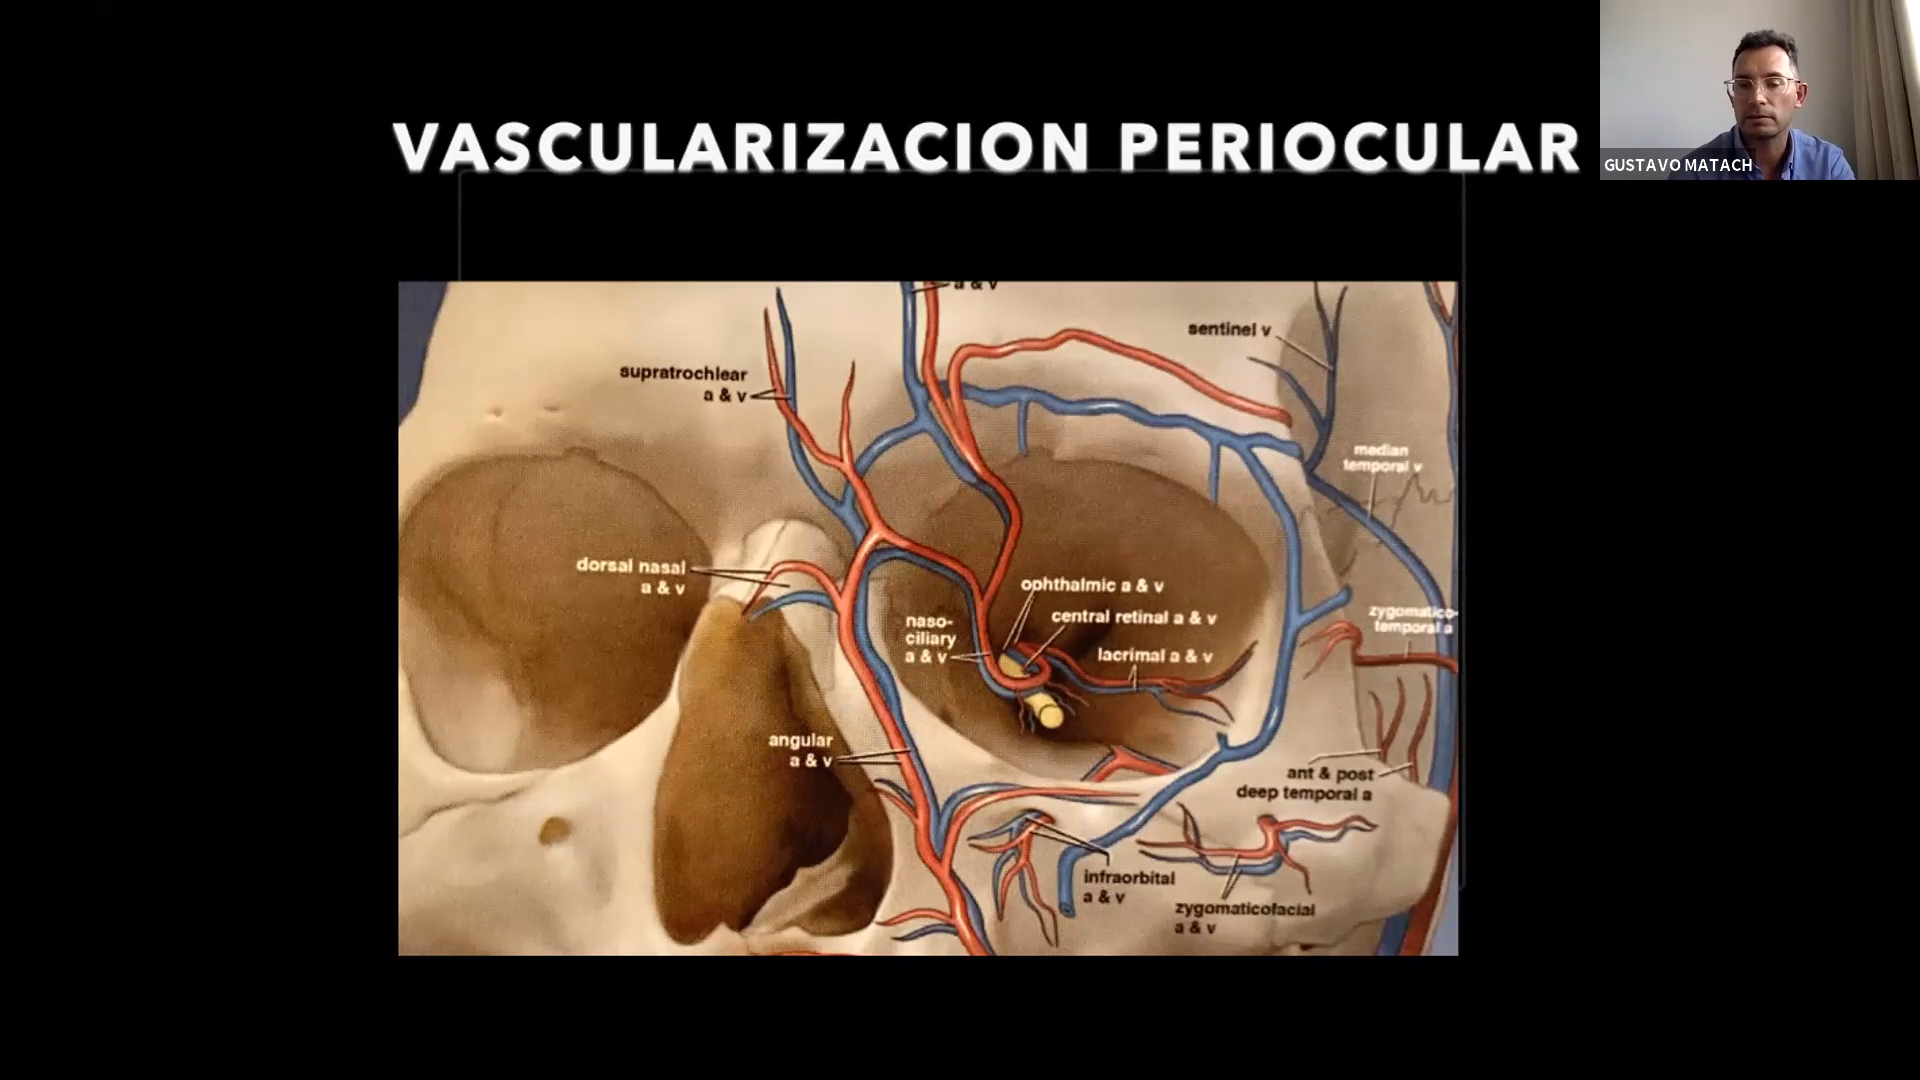 VASCULARIZACION PERIOCULAR
GUSTAVO MATACH
a & v
sentinel v
supratrochlear
a & v
median
temporal v
dorsal nasal
a & v
ophthalmic a & v
central retinal a & v
naso-
ciliary
a & v
lacrimal a & v
zygomatico-
temporal a
angular
a & v
ant & post
deep temporal a
infraorbital
a & v
zygomaticofacial
a & v